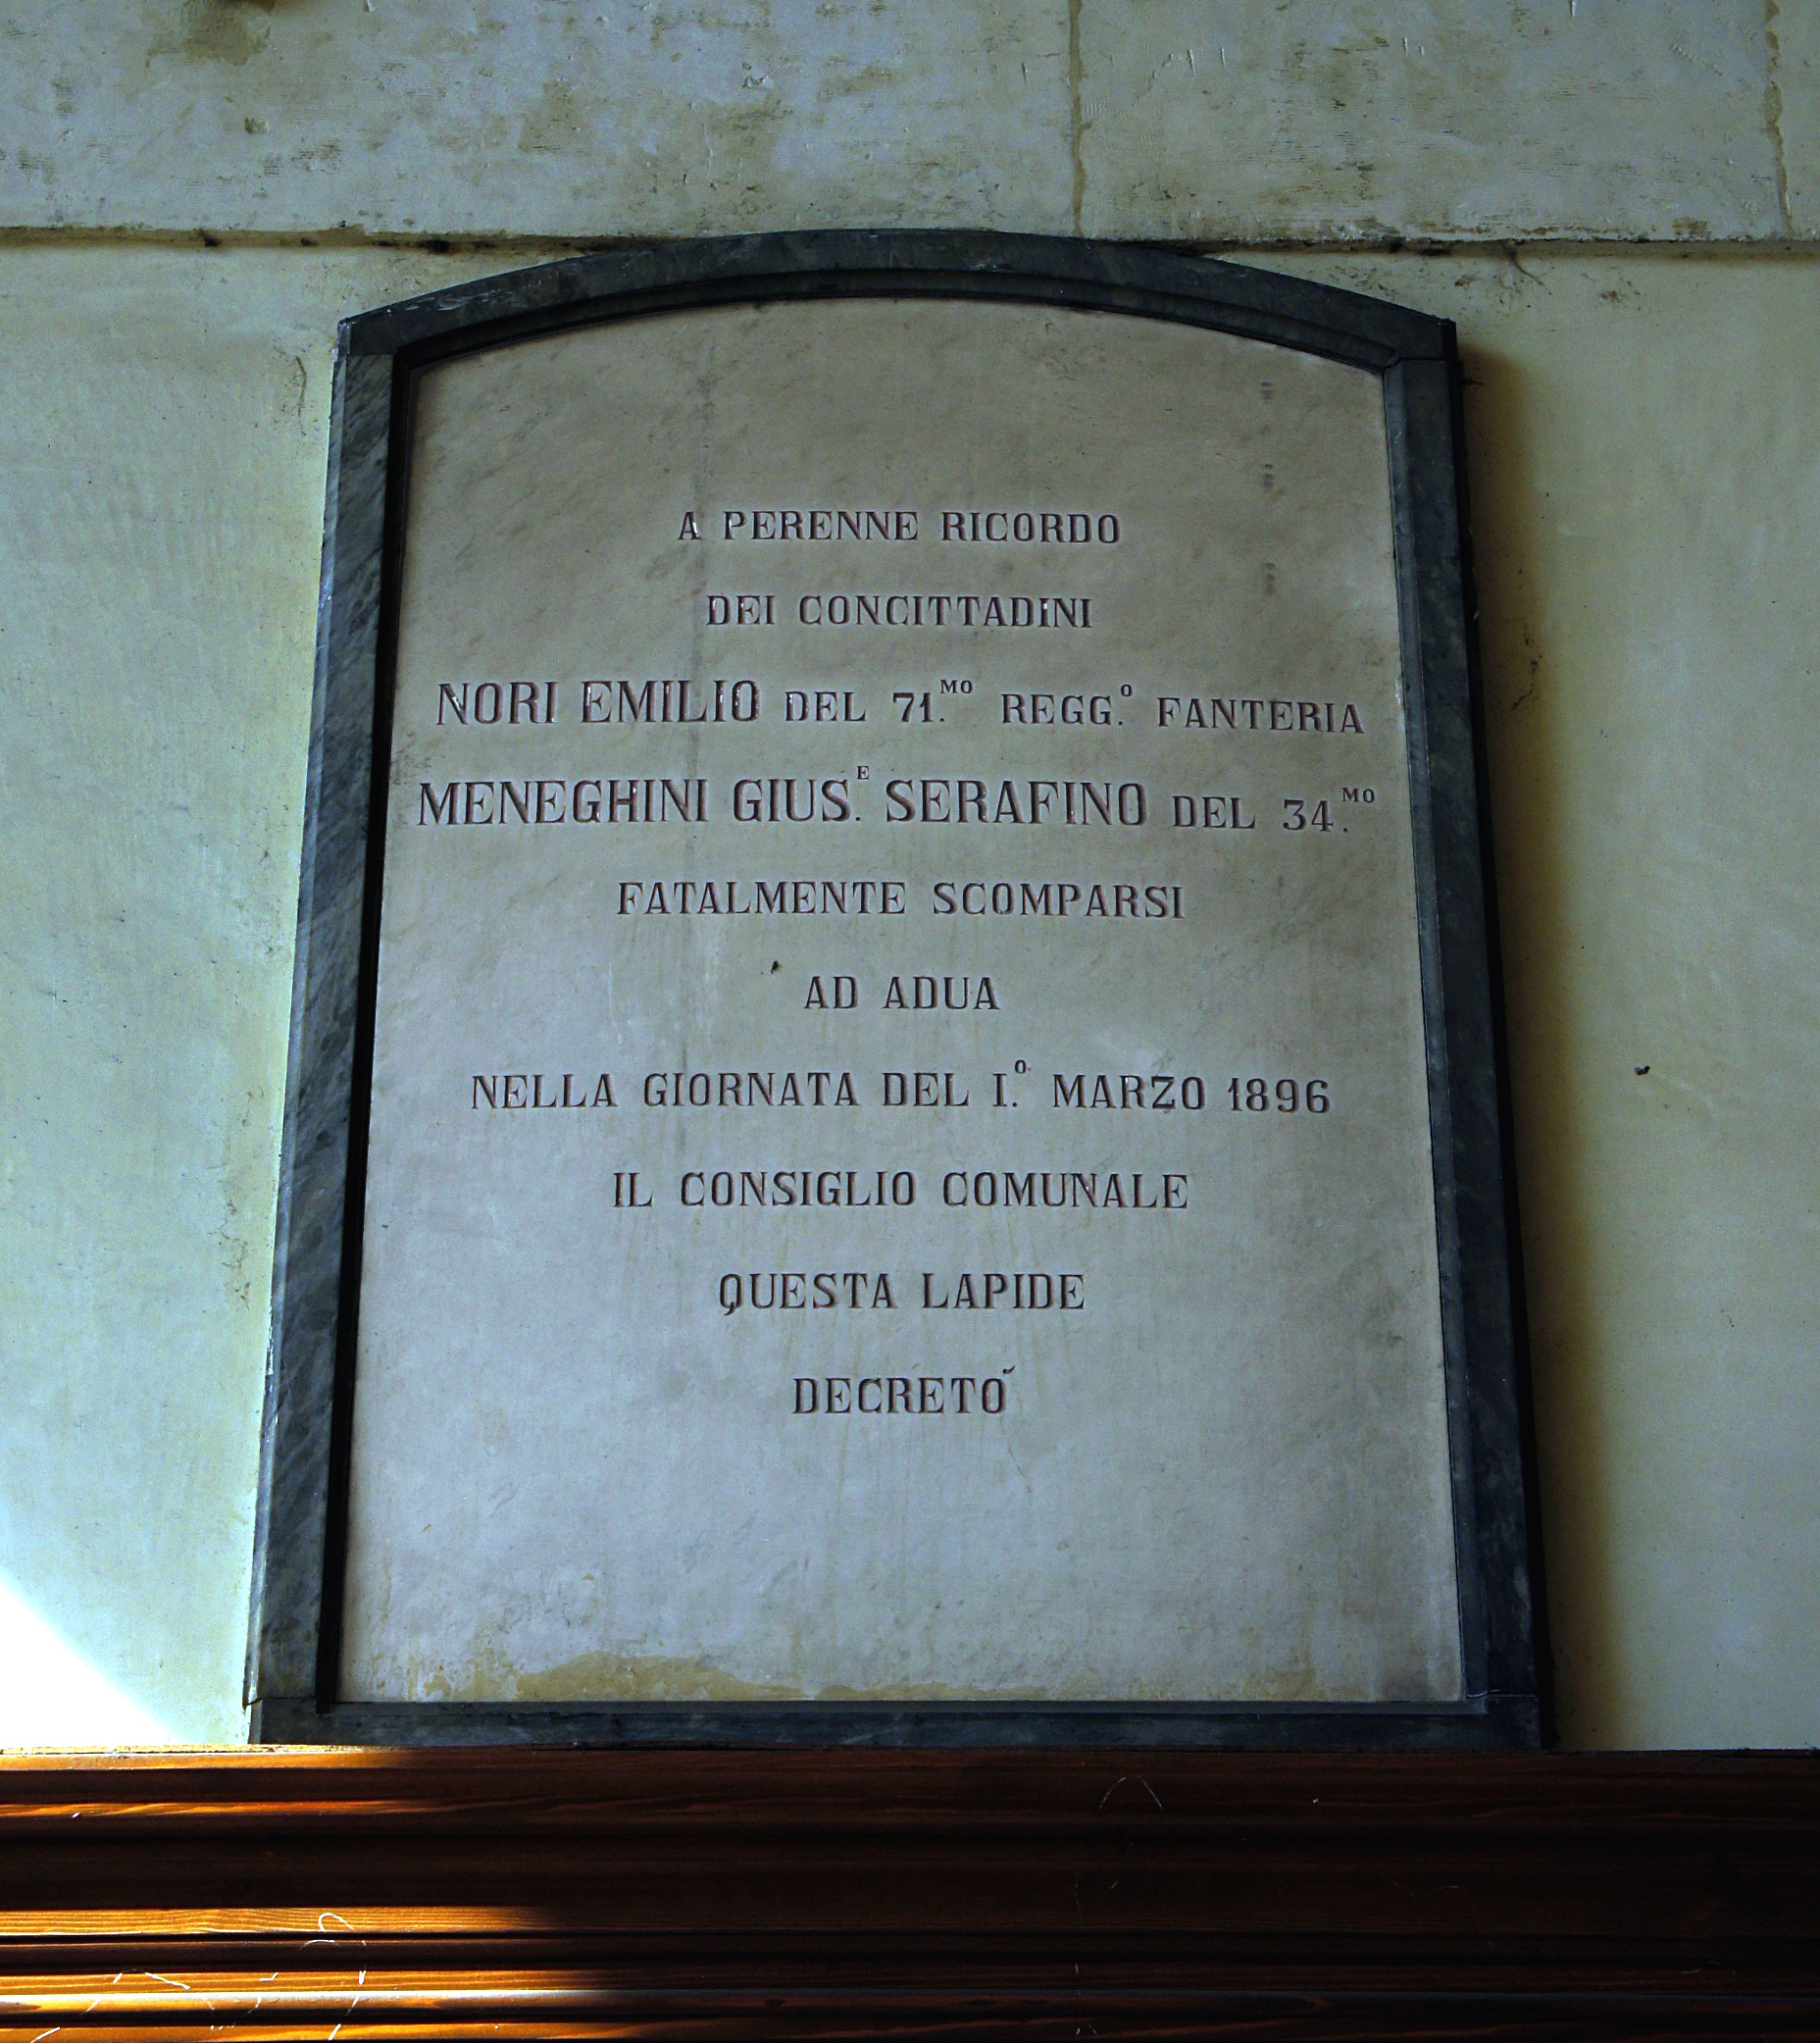 A PERENNE RICORDO
DEI CONCITTADINI
NORI EMILIO DEL 71.MO REGG.O FANTERIA
MENEGHINI GIUS.E SERAFINO DEL 34.MO
FATALMENTE SCOMPARSI
AD ADUA
NELLA GIORNATA DEL I.O MARZO 1896
IL CONSIGLIO COMUNALE
QUESTA LAPIDE
DECRETÓ